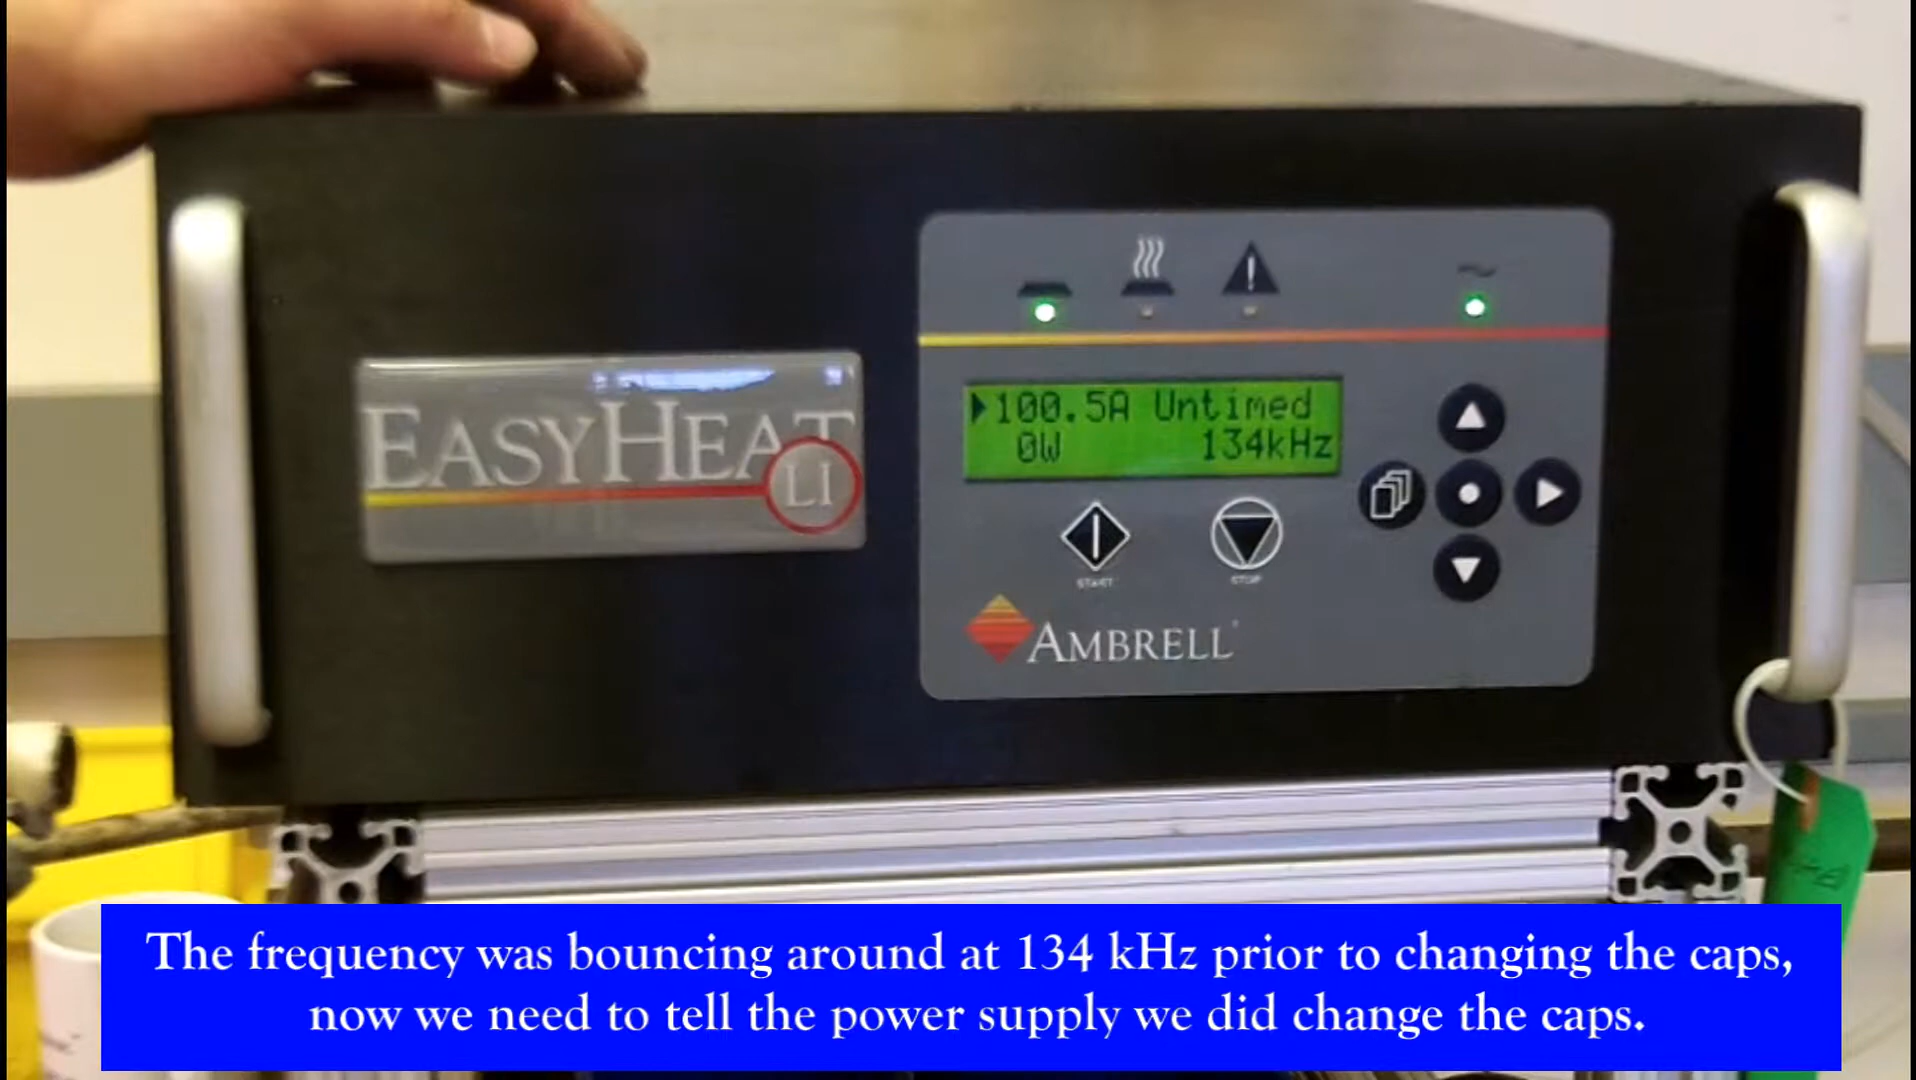 EASYHEAT
LI
▶100.5A Untimed
0W 134kHz
START
STOP
AMBRELL
The frequency was bouncing around at 134 kHz prior to changing the caps,
now we need to tell the power supply we did change the caps.